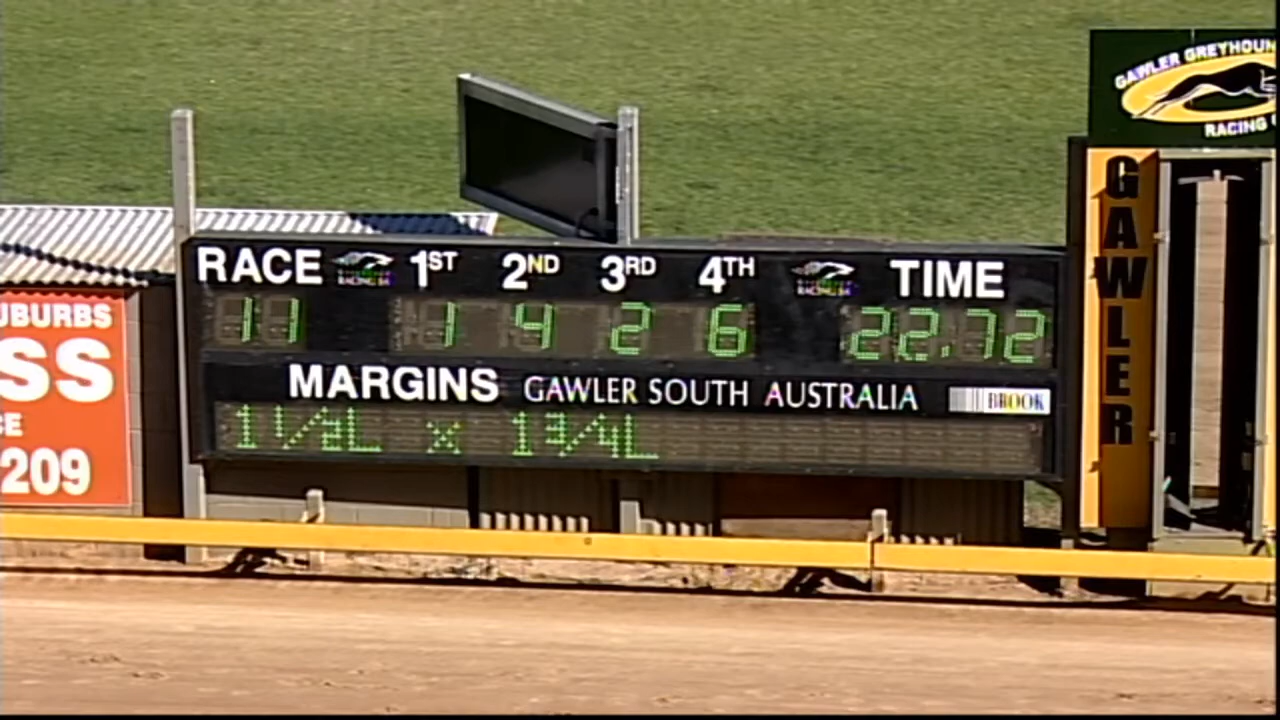 GAWLER GREYHOUN
RACING
GAWLER
RACE 1ST 2ND 3RD 4TH TIME
11 1 4 2 6 22.72
MARGINS GAWLER SOUTH AUSTRALIA BROOK
1 1/2L x 1 3/4L
UBURBS
SS
CE
209